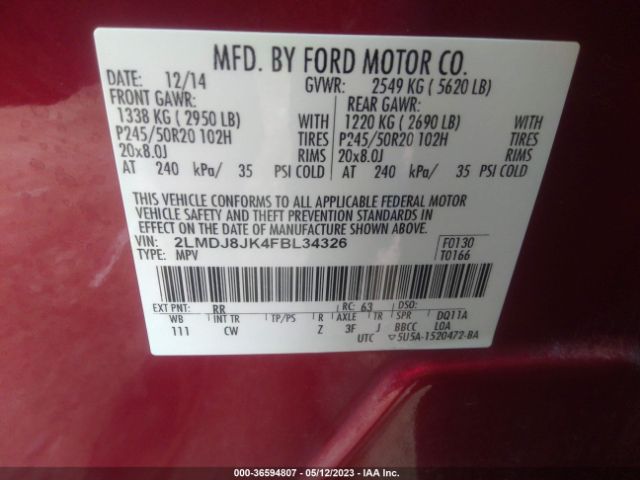 MFD. BY FORD MOTOR CO.
DATE: 12/14 GVWR: 2549 KG ( 5620 LB)
FRONT GAWR: REAR GAWR:
1338 KG ( 2950 LB) WITH 1220 KG ( 2690 LB) WITH
P245/50R20 102H TIRES P245/50R20 102H TIRES
20x8.0J RIMS 20x8.0J RIMS
AT 240 kPa/ 35 PSI COLD AT 240 kPa/ 35 PSI COLD
THIS VEHICLE CONFORMS TO ALL APPLICABLE FEDERAL MOTOR
VEHICLE SAFETY AND THEFT PREVENTION STANDARDS IN
EFFECT ON THE DATE OF MANUFACTURE SHOWN ABOVE.
VIN: 2LMDJ8JK4FBL34326 F0130
TYPE: MPV T0166
EXT PNT: RR RC: 63 DSO:
WB INT TR TP/PS R AXLE TR SPR DQ11A
111 CW Z 3F J BBCC LOA
UTC ▽5U5A-1520472-BA
000-36594807 - 05/12/2023 - IAA Inc.